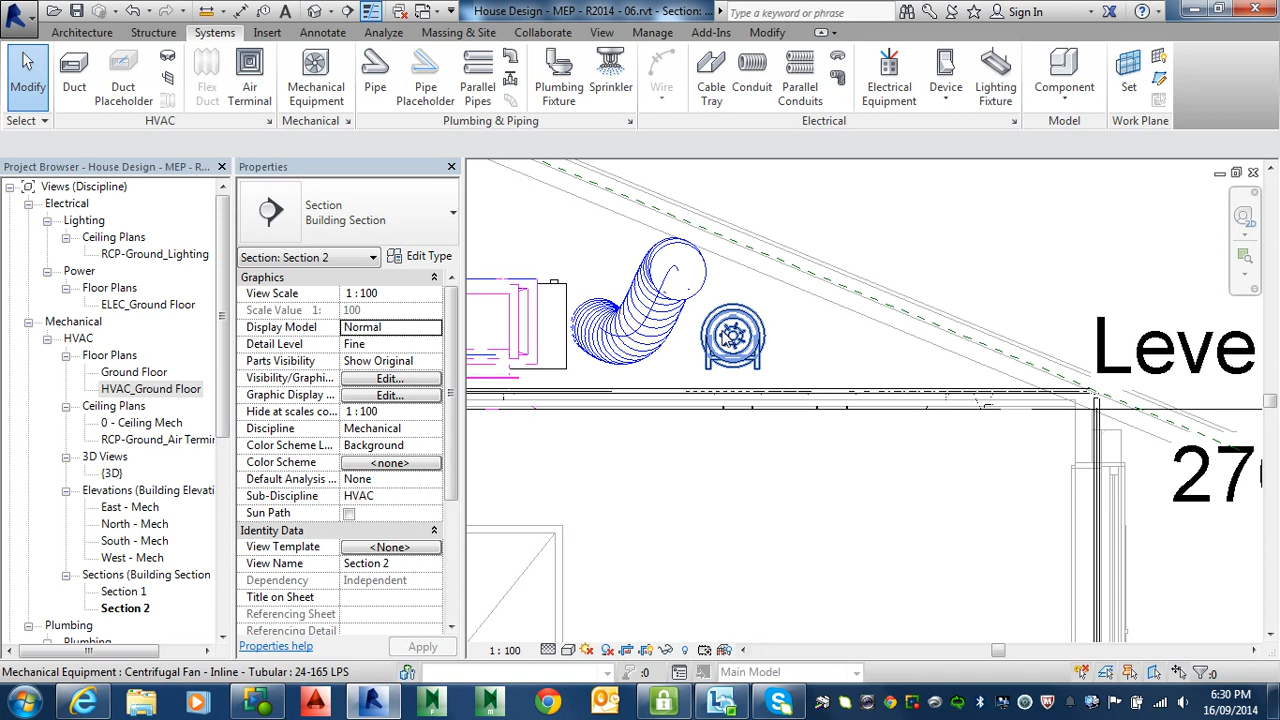 House Design - MEP - R2014 - 06.rvt - Section: ...
Type a keyword or phrase
Sign In
Architecture
Structure
Systems
Insert
Annotate
Analyze
Massing & Site
Collaborate
View
Manage
Add-Ins
Modify
Modify
Duct
Duct Placeholder
Flex Duct
Air Terminal
Mechanical Equipment
Pipe
Pipe Placeholder
Parallel Pipes
Plumbing Fixture
Sprinkler
Wire
Cable Tray
Conduit
Parallel Conduits
Electrical Equipment
Device
Lighting Fixture
Component
Set
Select
HVAC
Mechanical
Plumbing & Piping
Electrical
Model
Work Plane
Project Browser - House Design - MEP - R...
Views (Discipline)
Electrical
Lighting
Ceiling Plans
RCP-Ground_Lighting
Power
Floor Plans
ELEC_Ground Floor
Mechanical
HVAC
Floor Plans
Ground Floor
HVAC_Ground Floor
Ceiling Plans
0 - Ceiling Mech
RCP-Ground_Air Termi
3D Views
{3D}
Elevations (Building Elevati
East - Mech
North - Mech
South - Mech
West - Mech
Sections (Building Section
Section 1
Section 2
Plumbing
Plumbing
Properties
Section
Building Section
Section: Section 2
Edit Type
Graphics
View Scale 1 : 100
Scale Value 1: 100
Display Model Normal
Detail Level Fine
Parts Visibility Show Original
Visibility/Graphi... Edit...
Graphic Display ... Edit...
Hide at scales co... 1 : 100
Discipline Mechanical
Color Scheme L... Background
Color Scheme <none>
Default Analysis ... None
Sub-Discipline HVAC
Sun Path
Identity Data
View Template <None>
View Name Section 2
Dependency Independent
Title on Sheet
Referencing Sheet
Referencing Detail
Properties help
Apply
Leve
27
1 : 100
Mechanical Equipment : Centrifugal Fan - Inline - Tubular : 24-165 LPS
:0
Main Model
:0
6:30 PM
16/09/2014